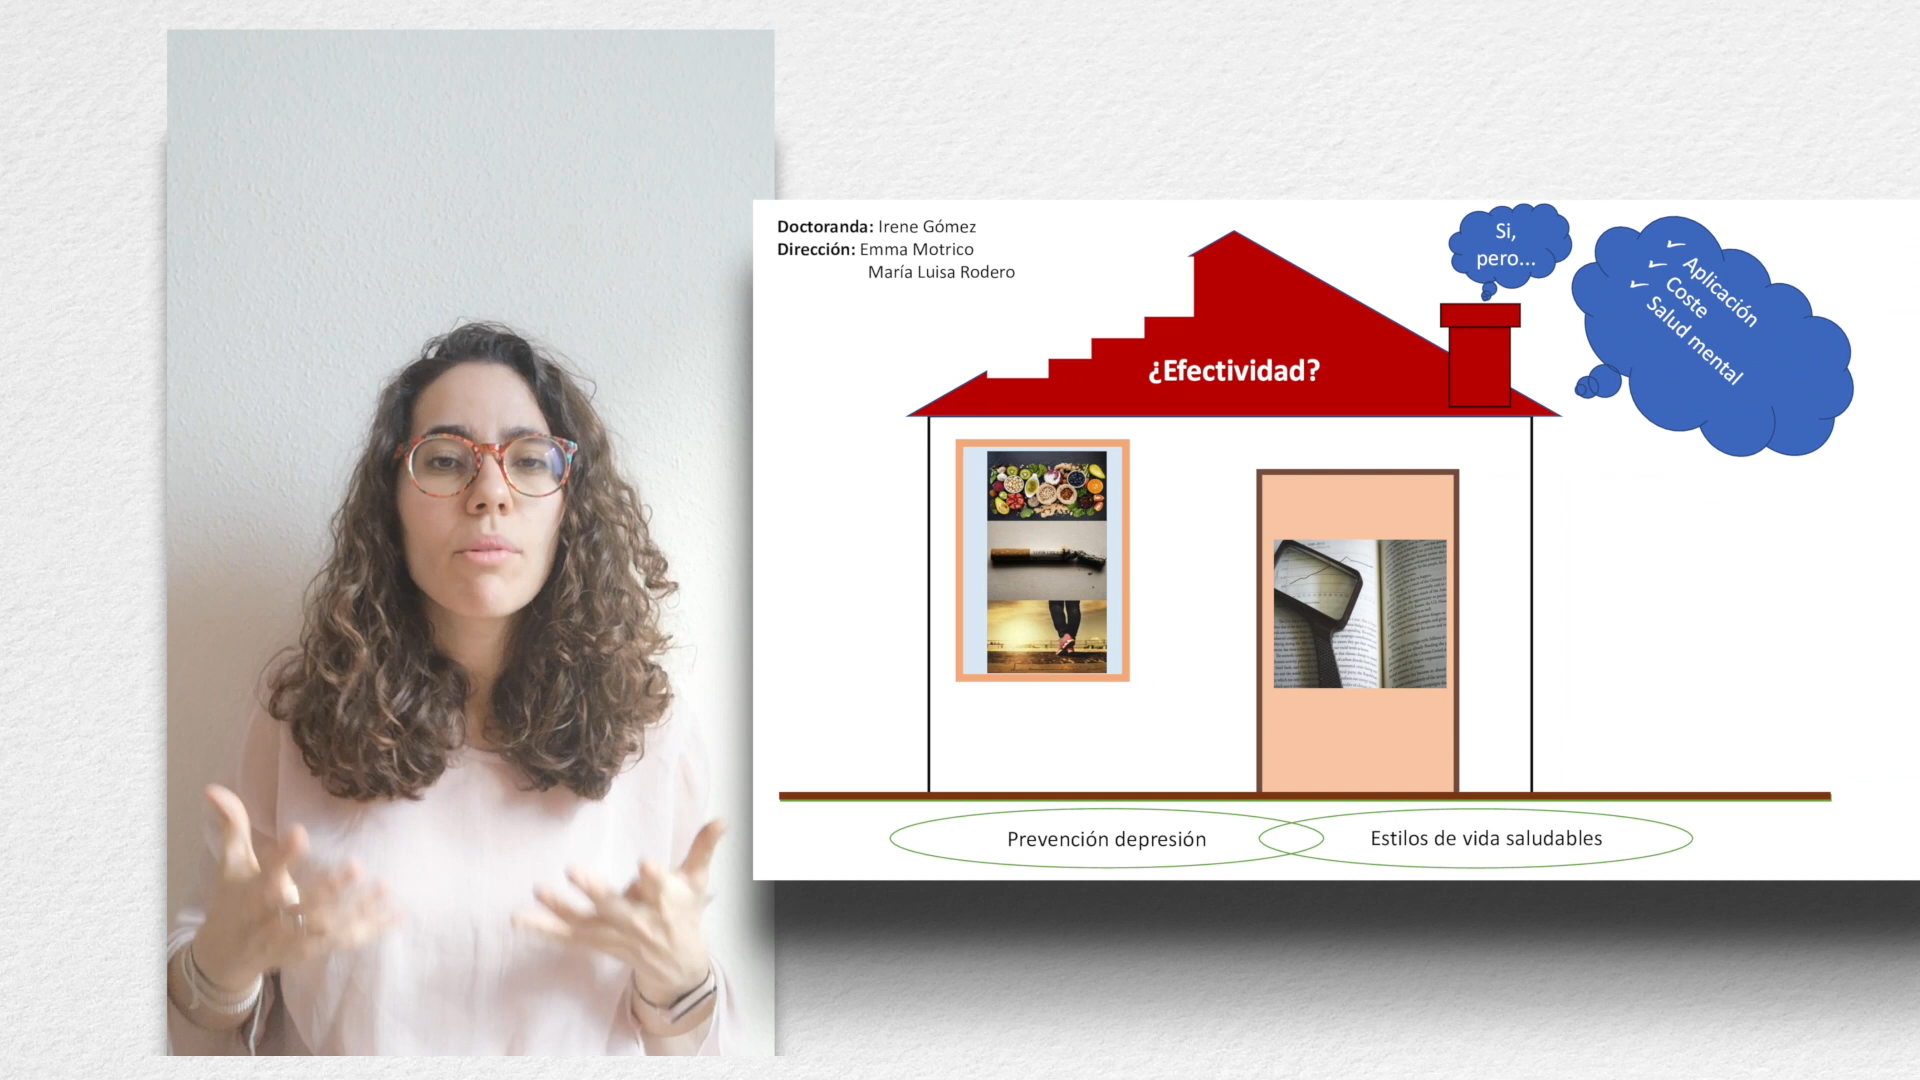 Doctoranda: Irene Gómez
Dirección: Emma Motrico
María Luisa Rodero
Si,
pero...
✓ Aplicación
✓ Coste
✓ Salud mental
¿Efectividad?
Prevención depresión
Estilos de vida saludables